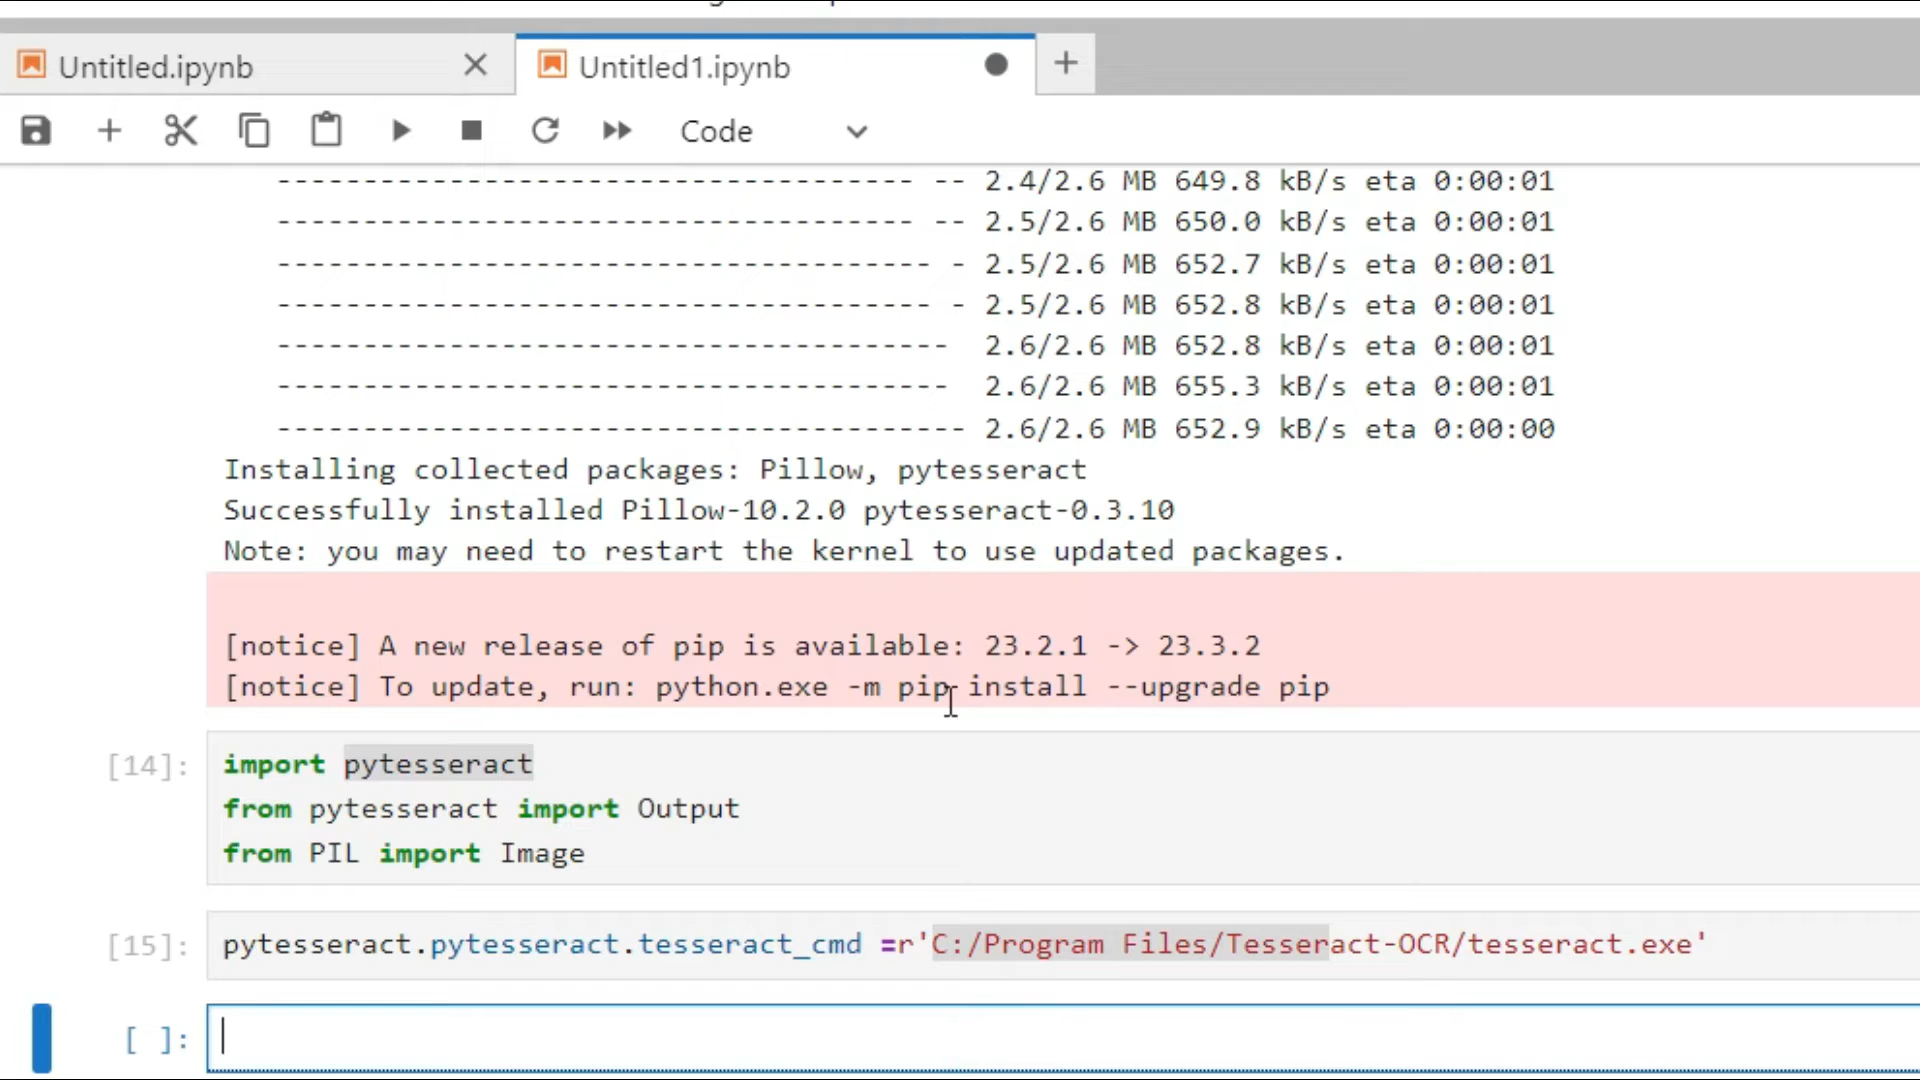 Untitled.ipynb
Untitled1.ipynb
Code
---------------------------------------- -- 2.4/2.6 MB 649.8 kB/s eta 0:00:01
---------------------------------------- -- 2.5/2.6 MB 650.0 kB/s eta 0:00:01
----------------------------------------- - 2.5/2.6 MB 652.7 kB/s eta 0:00:01
----------------------------------------- - 2.5/2.6 MB 652.8 kB/s eta 0:00:01
------------------------------------------ 2.6/2.6 MB 652.8 kB/s eta 0:00:01
------------------------------------------ 2.6/2.6 MB 655.3 kB/s eta 0:00:01
------------------------------------------- 2.6/2.6 MB 652.9 kB/s eta 0:00:00
Installing collected packages: Pillow, pytesseract
Successfully installed Pillow-10.2.0 pytesseract-0.3.10
Note: you may need to restart the kernel to use updated packages.
[notice] A new release of pip is available: 23.2.1 -> 23.3.2
[notice] To update, run: python.exe -m pip install --upgrade pip
[14]: import pytesseract
from pytesseract import Output
from PIL import Image
[15]: pytesseract.pytesseract.tesseract_cmd =r'C:/Program Files/Tesseract-OCR/tesseract.exe'
[ ]: